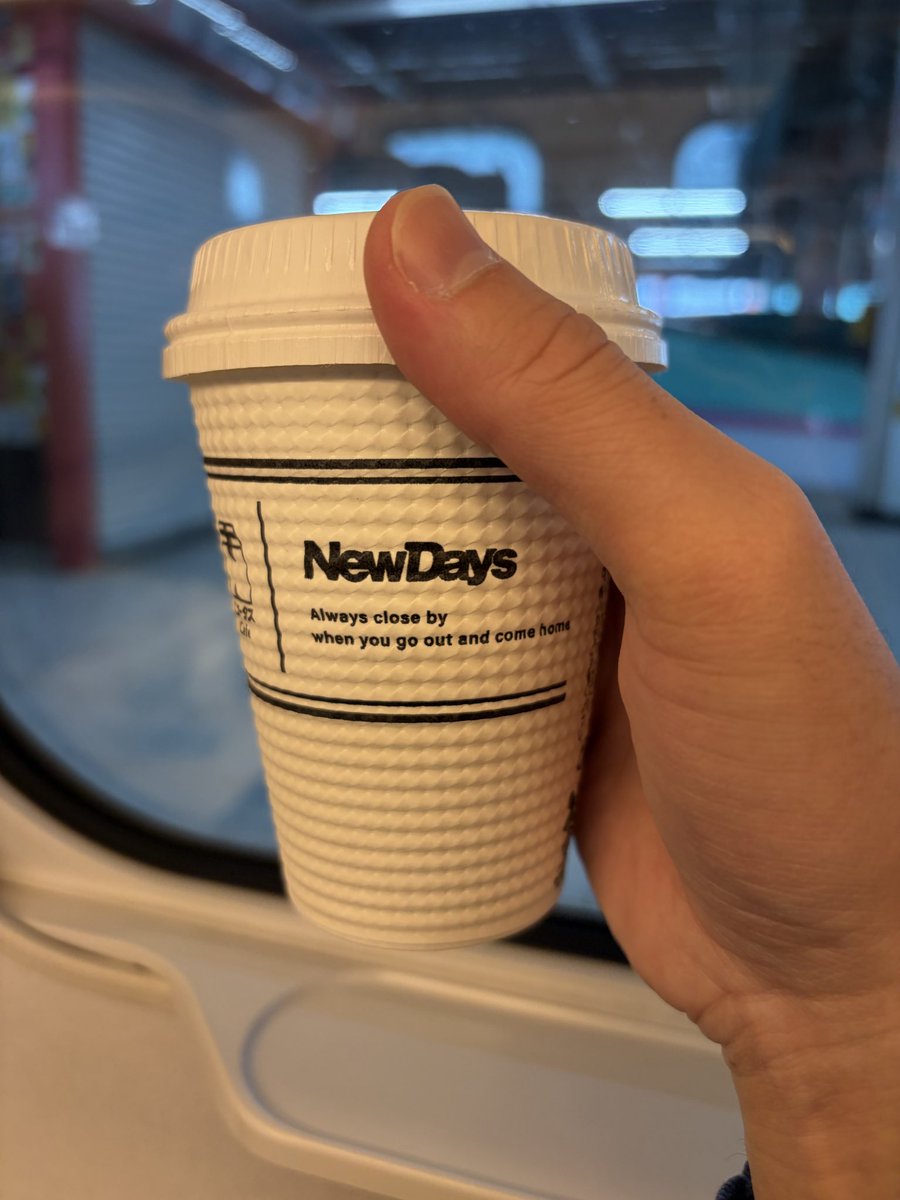 NewDays
Always close by
when you go out and come home